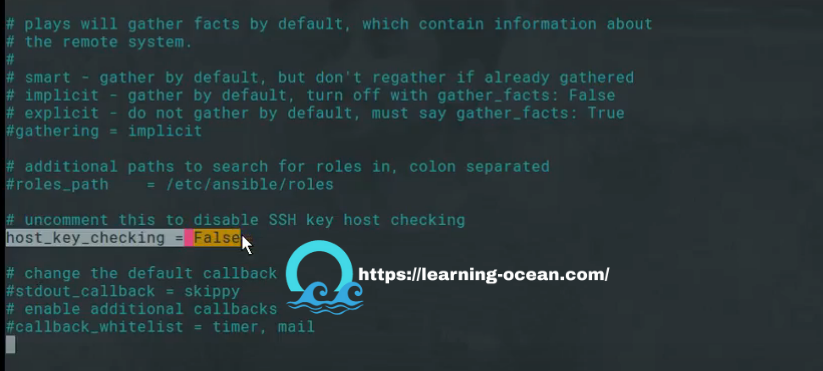 # plays will gather facts by default, which contain information about
# the remote system.
#
# smart - gather by default, but don't regather if already gathered
# implicit - gather by default, turn off with gather_facts: False
# explicit - do not gather by default, must say gather_facts: True
#gathering = implicit
# additional paths to search for roles in, colon separated
#roles_path    = /etc/ansible/roles
# uncomment this to disable SSH key host checking
host_key_checking = False
# change the default callback
https://learning-ocean.com/
#stdout_callback = skippy
# enable additional callbacks
#callback_whitelist = timer, mail